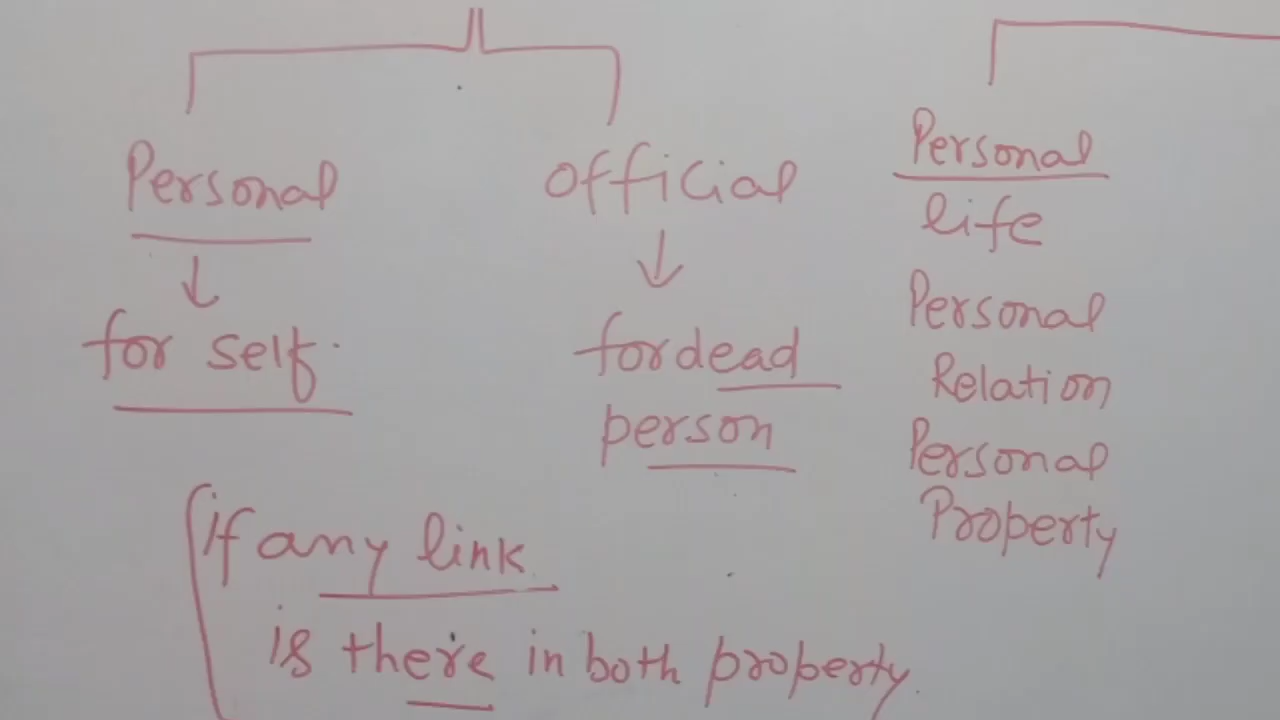 Personal
↓
for self.
official
↓
for dead
person
if any link
is there in both property.
Personal
life
Personal
Relation
Personal
Property